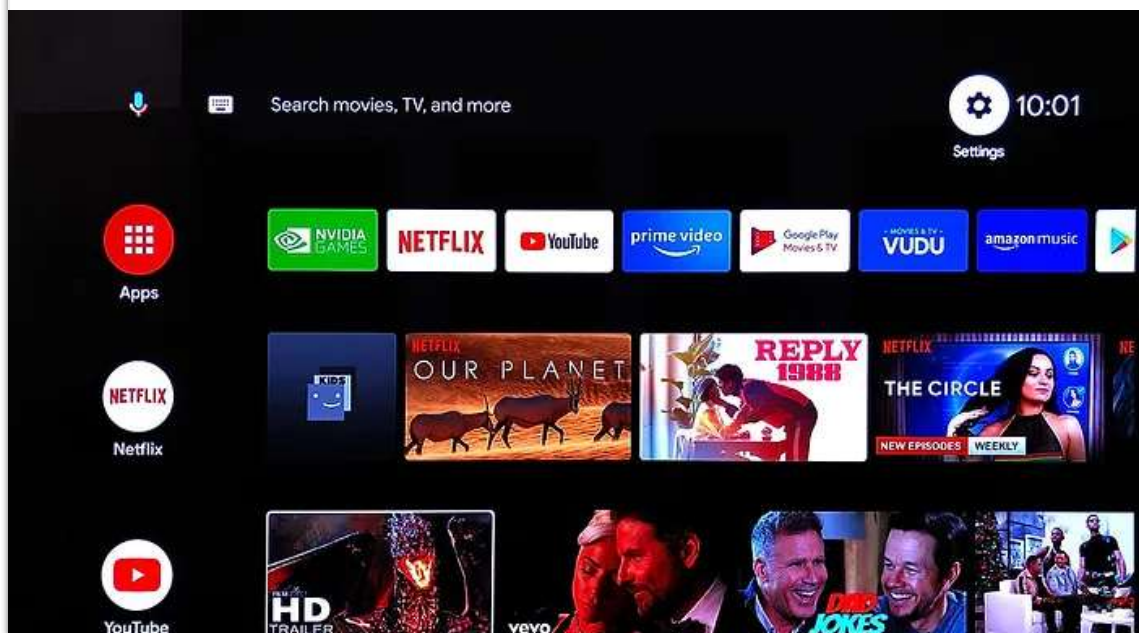 Search movies, TV, and more
10:01
Settings
NVIDIA
GAMES
NETFLIX
YouTube
prime video
Google Play
Movies & TV
MOVIES & TV
VUDU
amazon music
Apps
KIDS
NETFLIX
OUR PLANET
REPLY
1988
NETFLIX
THE CIRCLE
NEW EPISODES WEEKLY
NE
NETFLIX
Netflix
HD
TRAILER
vevo
DAD
JOKES
YouTube